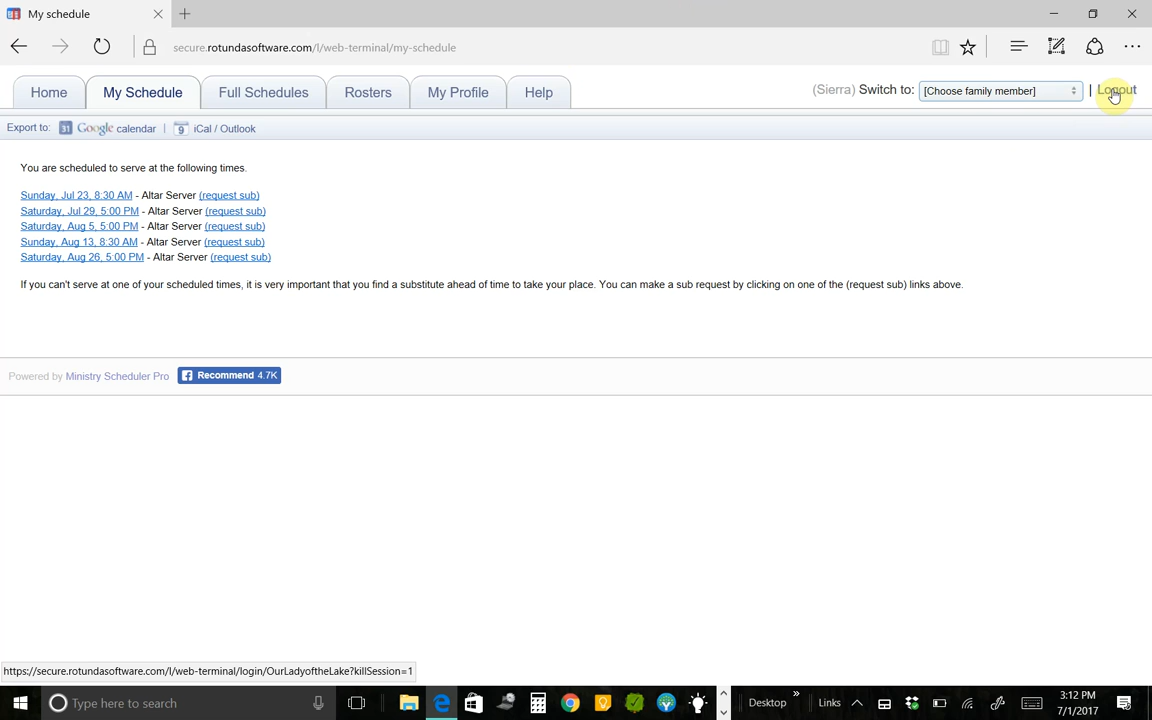 My schedule
secure.rotundasoftware.com/l/web-terminal/my-schedule
Home
My Schedule
Full Schedules
Rosters
My Profile
Help
(Sierra) Switch to: [Choose family member] | Logout
Export to: 31 Google calendar | 9 iCal / Outlook
You are scheduled to serve at the following times.
Sunday, Jul 23, 8:30 AM - Altar Server (request sub)
Saturday, Jul 29, 5:00 PM - Altar Server (request sub)
Saturday, Aug 5, 5:00 PM - Altar Server (request sub)
Sunday, Aug 13, 8:30 AM - Altar Server (request sub)
Saturday, Aug 26, 5:00 PM - Altar Server (request sub)
If you can't serve at one of your scheduled times, it is very important that you find a substitute ahead of time to take your place. You can make a sub request by clicking on one of the (request sub) links above.
Powered by Ministry Scheduler Pro
Recommend 4.7K
https://secure.rotundasoftware.com/l/web-terminal/login/OurLadyoftheLake?killSession=1
Type here to search
Desktop
Links
3:12 PM
7/1/2017